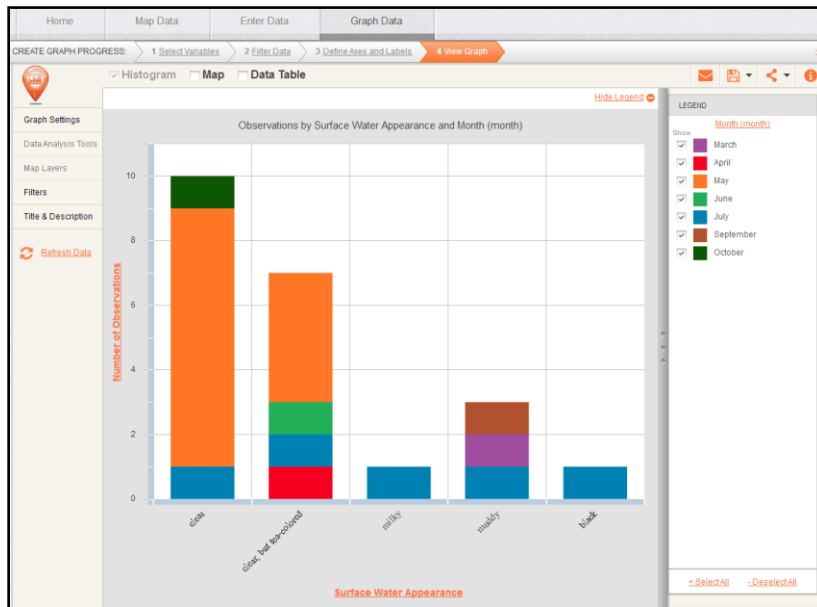 Home Map Data Enter Data Graph Data
CREATE GRAPH PROGRESS: 1 Select Variables 2 Filter Data 3 Define Axes and Labels 4 View Graph
Histogram Map Data Table
Hide Legend
Graph Settings
Data Analysis Tools
Map Layers
Filters
Title & Description
Refresh Data
Observations by Surface Water Appearance and Month (month)
Number of Observations
10
8
6
4
2
0
clear
clear, but tea-colored
milky
muddy
black
Surface Water Appearance
LEGEND
Month (month)
Show
March
April
May
June
July
September
October
+ Select All - Deselect All